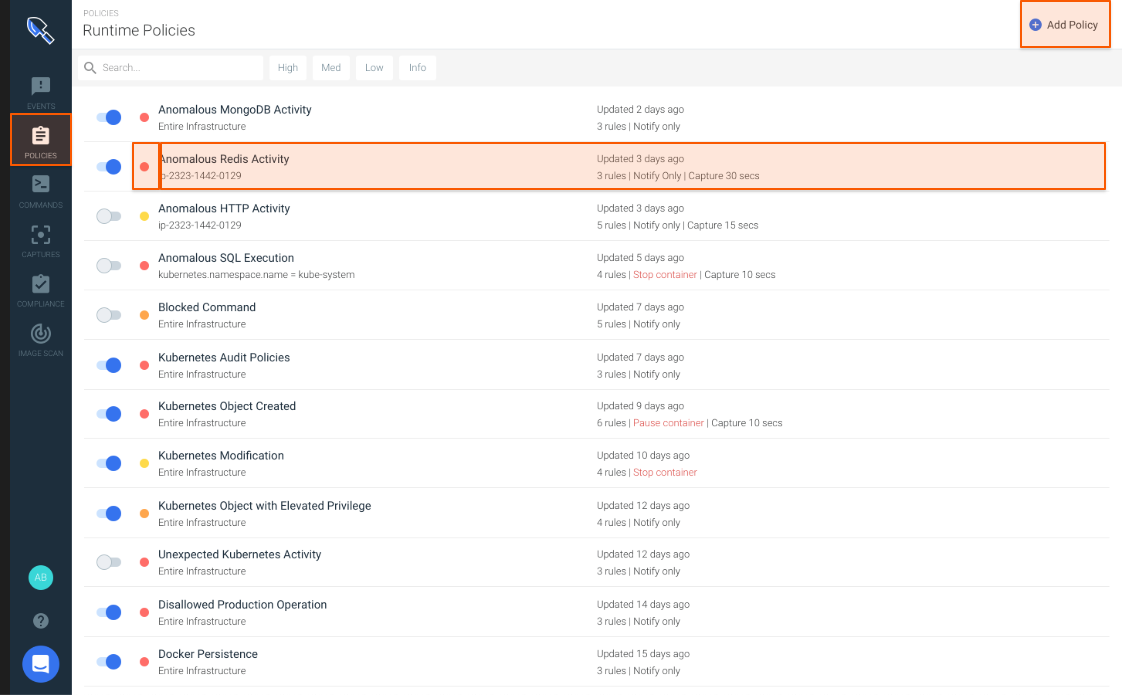 POLICIES
Runtime Policies
Add Policy
Search...
High
Med
Low
Info
EVENTS
POLICIES
COMMANDS
CAPTURES
COMPLIANCE
IMAGE SCAN
AB
?
Anomalous MongoDB Activity
Entire Infrastructure
Updated 2 days ago
3 rules | Notify only
Anomalous Redis Activity
ip-2323-1442-0129
Updated 3 days ago
3 rules | Notify Only | Capture 30 secs
Anomalous HTTP Activity
ip-2323-1442-0129
Updated 3 days ago
5 rules | Notify only | Capture 15 secs
Anomalous SQL Execution
kubernetes.namespace.name = kube-system
Updated 5 days ago
4 rules | Stop container | Capture 10 secs
Blocked Command
Entire Infrastructure
Updated 7 days ago
5 rules | Notify only
Kubernetes Audit Policies
Entire Infrastructure
Updated 7 days ago
3 rules | Notify only
Kubernetes Object Created
Entire Infrastructure
Updated 9 days ago
6 rules | Pause container | Capture 10 secs
Kubernetes Modification
Entire Infrastructure
Updated 10 days ago
4 rules | Stop container
Kubernetes Object with Elevated Privilege
Entire Infrastructure
Updated 12 days ago
4 rules | Notify only
Unexpected Kubernetes Activity
Entire Infrastructure
Updated 12 days ago
3 rules | Notify only
Disallowed Production Operation
Entire Infrastructure
Updated 14 days ago
3 rules | Notify only
Docker Persistence
Entire Infrastructure
Updated 15 days ago
3 rules | Notify only